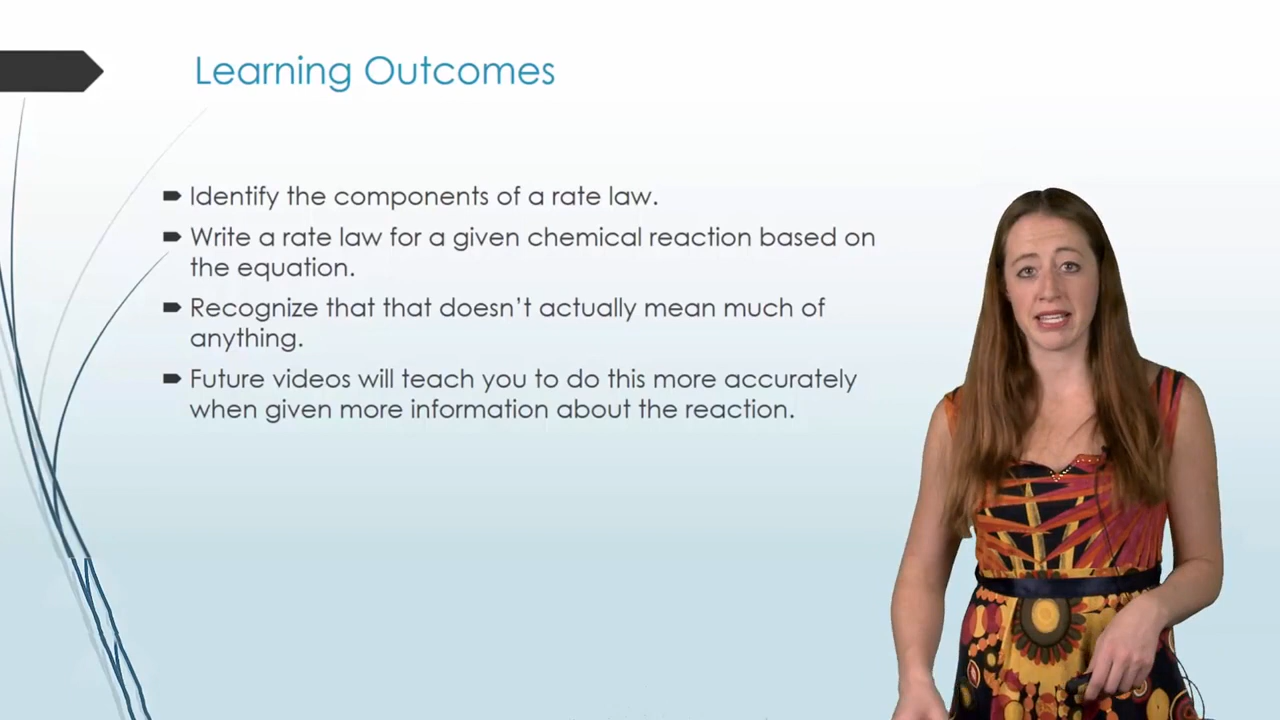 Learning Outcomes
Identify the components of a rate law.
Write a rate law for a given chemical reaction based on
the equation.
Recognize that that doesn't actually mean much of
anything.
Future videos will teach you to do this more accurately
when given more information about the reaction.